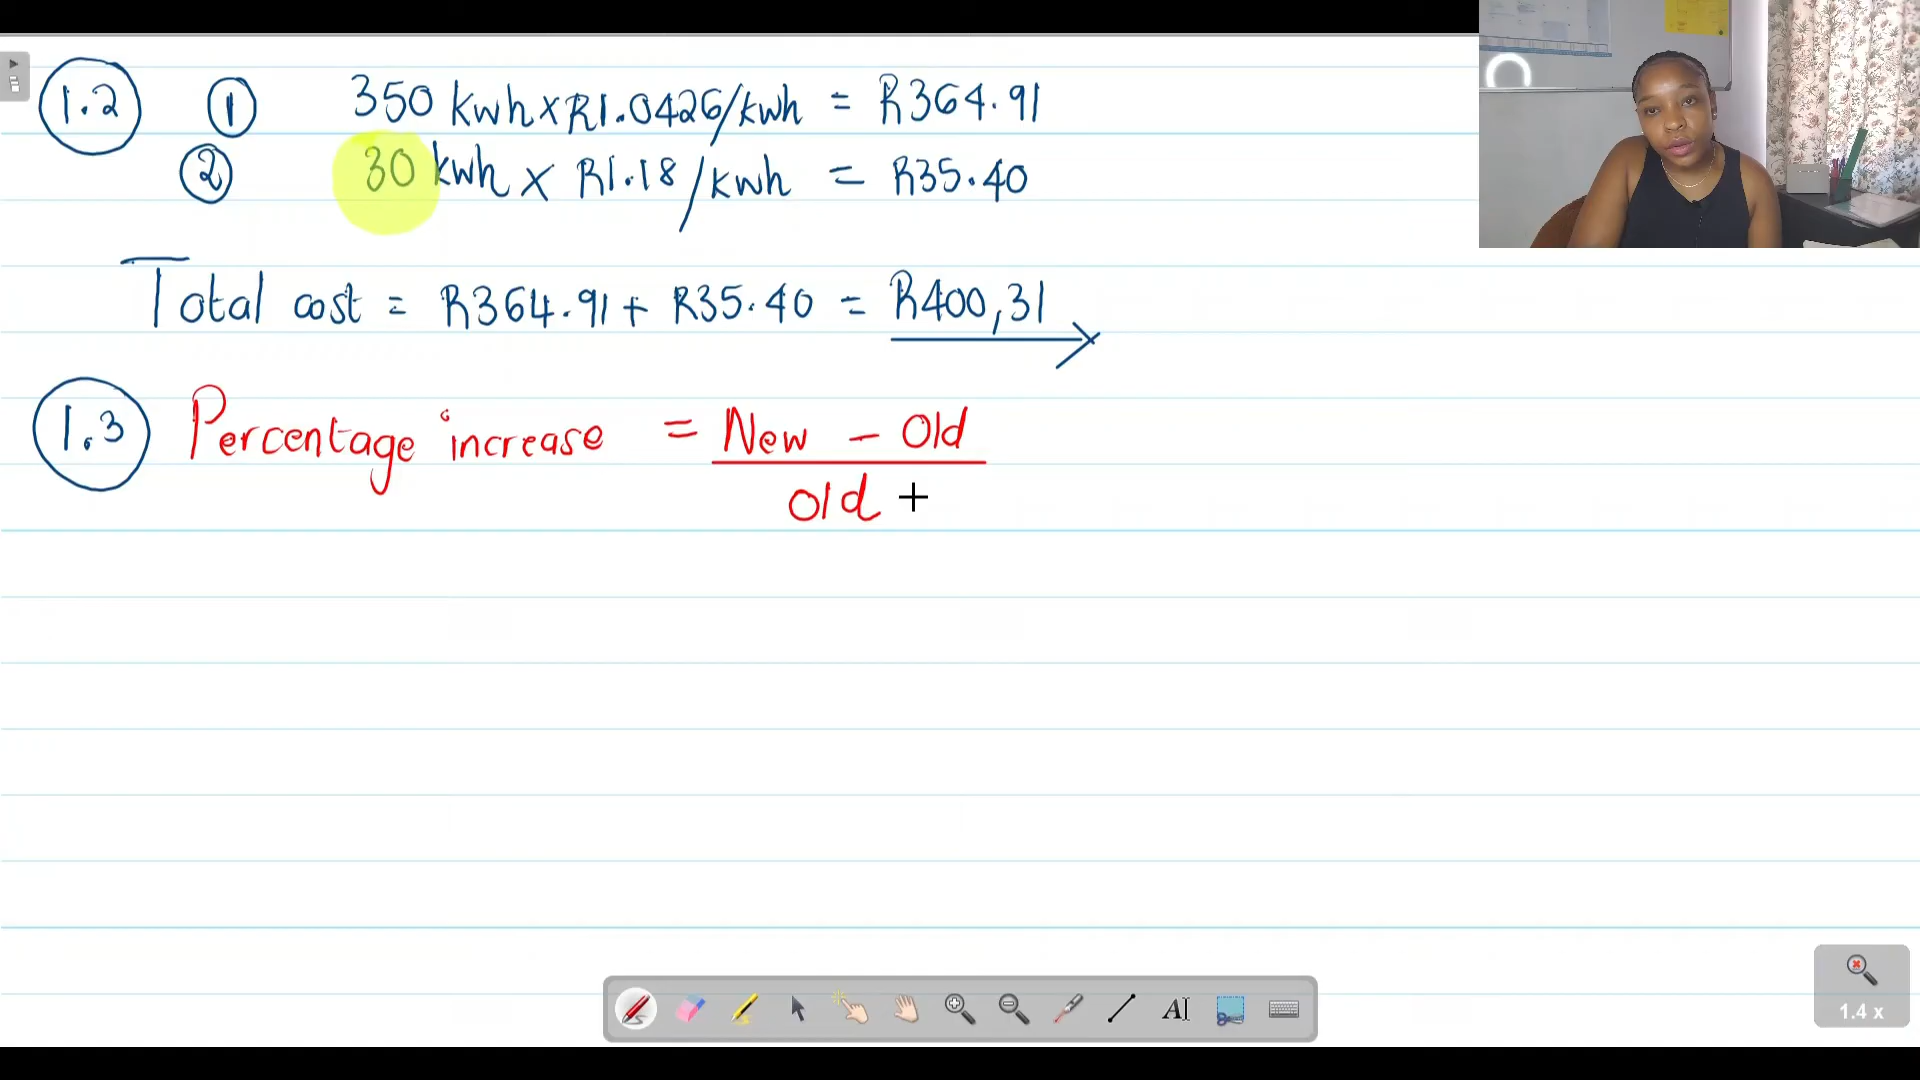 1.2 ① 350 kwh x R1.0426/kwh = R364.91
② 30 kwh x R1.18/kwh = R35.40
Total cost = R364.91 + R35.40 = R400,31
1.3 Percentage increase = New - Old
old
AI
1.4 x